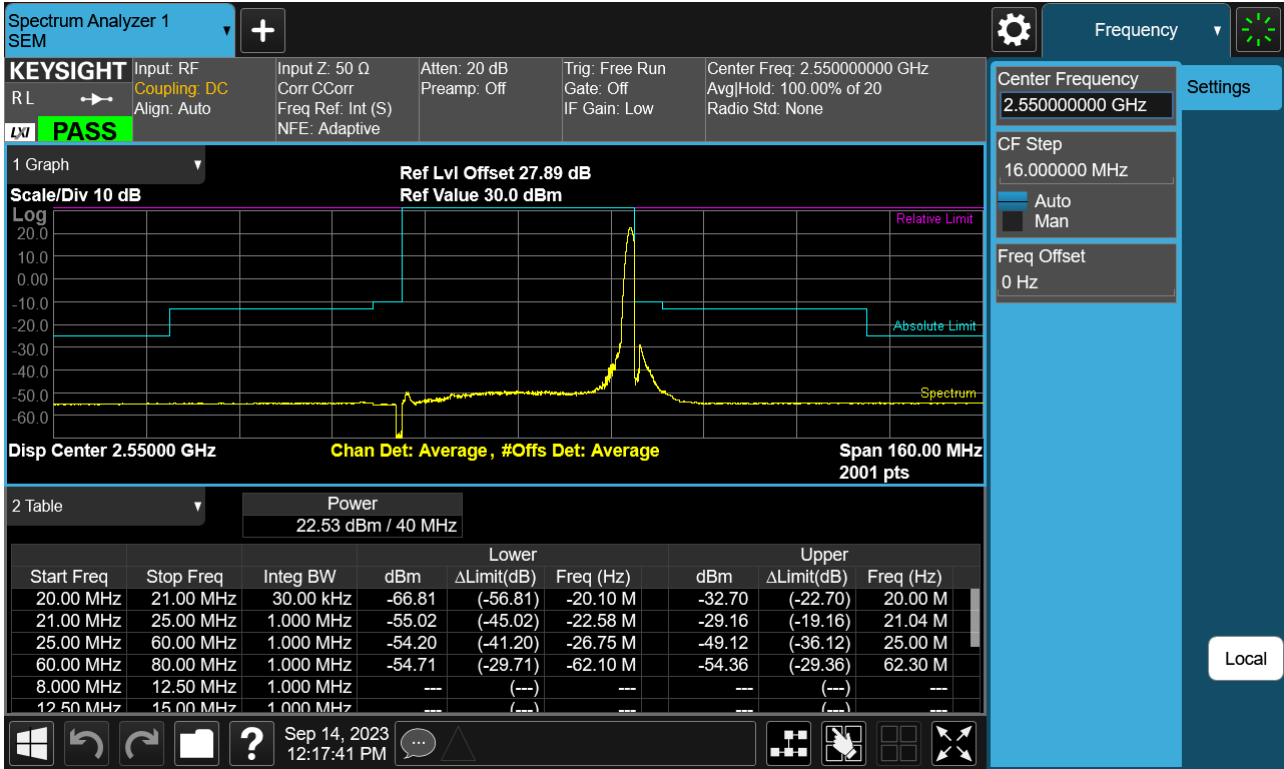 Spectrum Analyzer 1
SEM
Frequency
KEYSIGHT
R L
LXI
PASS
Input: RF
Coupling: DC
Align: Auto
Input Z: 50 Ω
Corr CCorr
Freq Ref: Int (S)
NFE: Adaptive
Atten: 20 dB
Preamp: Off
Trig: Free Run
Gate: Off
IF Gain: Low
Center Freq: 2.550000000 GHz
Avg|Hold: 100.00% of 20
Radio Std: None
Center Frequency
2.550000000 GHz
Settings
CF Step
16.000000 MHz
Auto
Man
Freq Offset
0 Hz
1 Graph
Scale/Div 10 dB
Ref Lvl Offset 27.89 dB
Ref Value 30.0 dBm
Log
20.0
10.0
0.00
-10.0
-20.0
-30.0
-40.0
-50.0
-60.0
Relative Limit
Absolute Limit
Spectrum
Disp Center 2.55000 GHz
Chan Det: Average , #Offs Det: Average
Span 160.00 MHz
2001 pts
2 Table
Power
22.53 dBm / 40 MHz
Lower Upper
Start Freq Stop Freq Integ BW dBm ΔLimit(dB) Freq (Hz) dBm ΔLimit(dB) Freq (Hz)
20.00 MHz 21.00 MHz 30.00 kHz -66.81 (-56.81) -20.10 M -32.70 (-22.70) 20.00 M
21.00 MHz 25.00 MHz 1.000 MHz -55.02 (-45.02) -22.58 M -29.16 (-19.16) 21.04 M
25.00 MHz 60.00 MHz 1.000 MHz -54.20 (-41.20) -26.75 M -49.12 (-36.12) 25.00 M
60.00 MHz 80.00 MHz 1.000 MHz -54.71 (-29.71) -62.10 M -54.36 (-29.36) 62.30 M
8.000 MHz 12.50 MHz 1.000 MHz --- (---) --- --- (---) ---
12.50 MHz 15.00 MHz 1.000 MHz --- (---) --- --- (---) ---
Local
?
Sep 14, 2023
12:17:41 PM